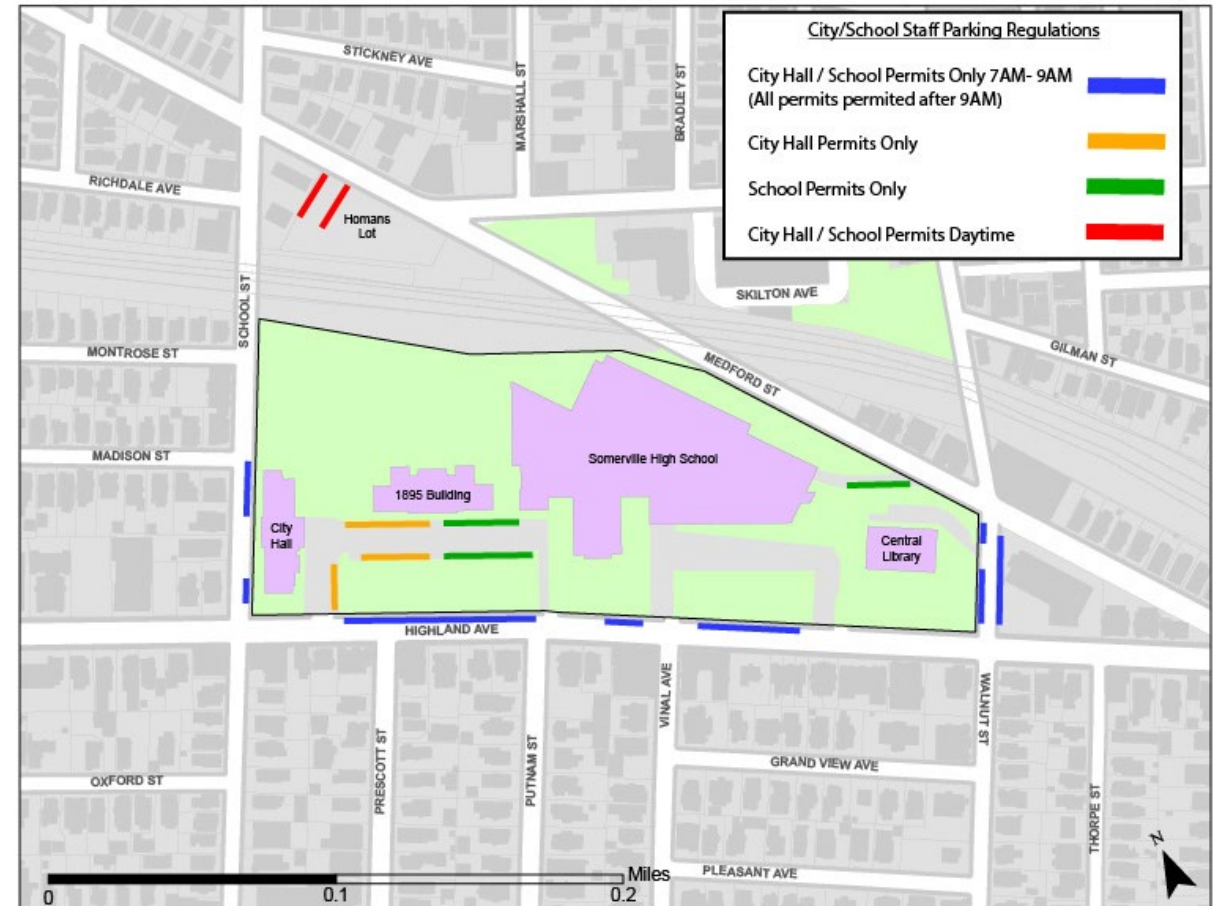 City/School Staff Parking Regulations
City Hall / School Permits Only 7AM- 9AM
(All permits permited after 9AM)
City Hall Permits Only
School Permits Only
City Hall / School Permits Daytime
STICKNEY AVE
MARSHALL ST
BRADLEY ST
RICHDALE AVE
Homans
Lot
SCHOOL ST
SKILTON AVE
MONTROSE ST
MEDFORD ST
GILMAN ST
MADISON ST
Somerville High School
1895 Building
City
Hall
Central
Library
HIGHLAND AVE
VINAL AVE
WALNUT ST
PRESCOTT ST
PUTNAM ST
OXFORD ST
GRAND VIEW AVE
THORPE ST
PLEASANT AVE
N
Miles
0
0.1
0.2